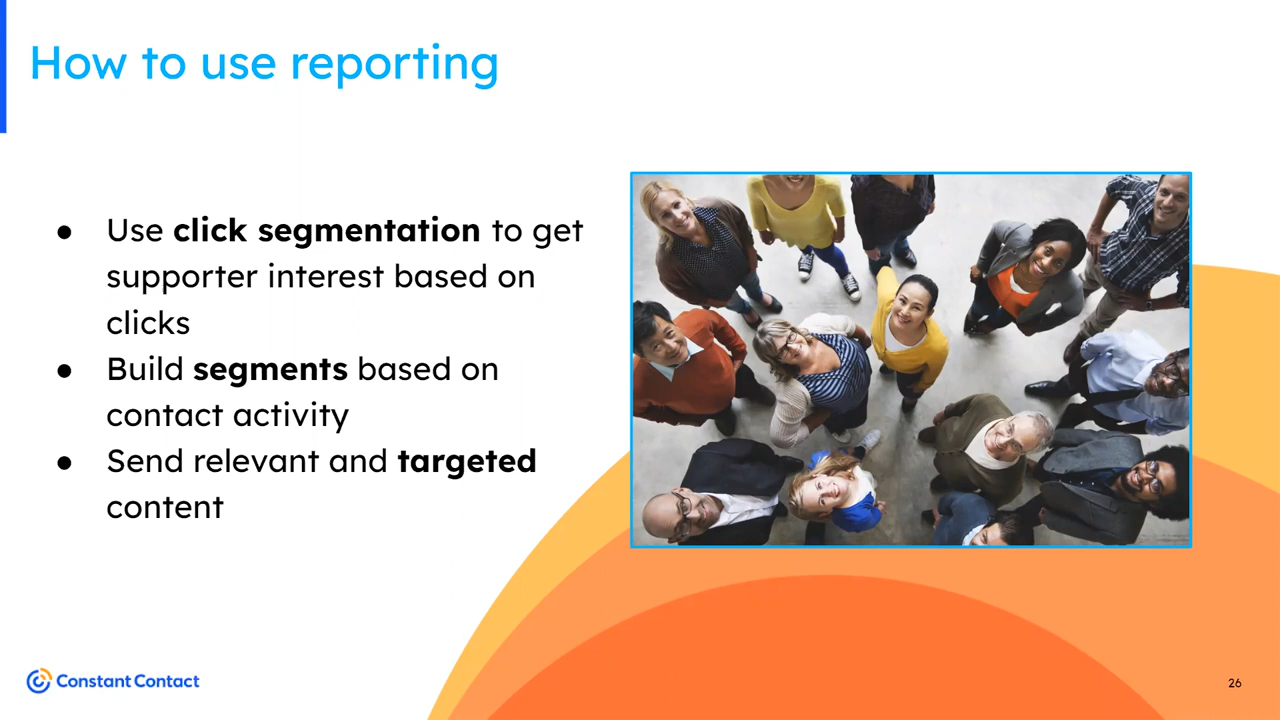 How to use reporting
● Use click segmentation to get
supporter interest based on
clicks
● Build segments based on
contact activity
● Send relevant and targeted
content
Constant Contact
26